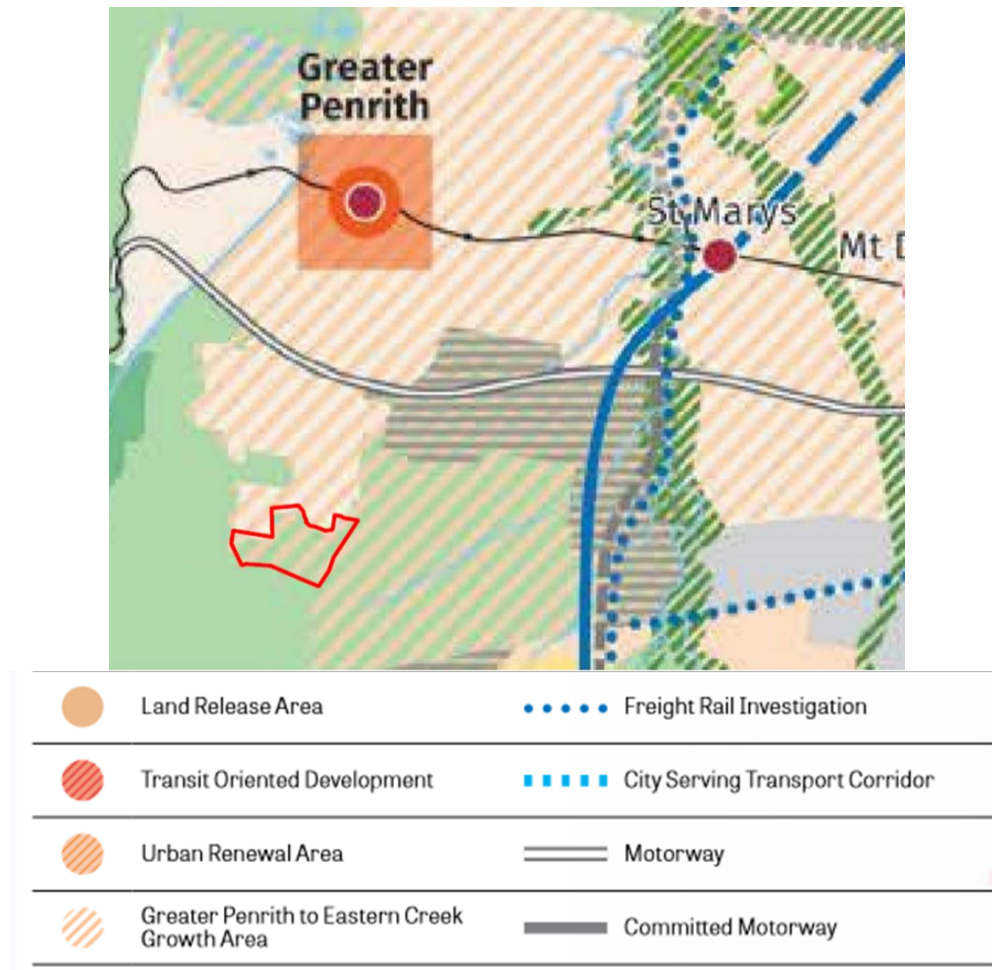 Greater
Penrith
St Marys
Mt D
Land Release Area
Freight Rail Investigation
Transit Oriented Development
City Serving Transport Corridor
Urban Renewal Area
Motorway
Greater Penrith to Eastern Creek
Growth Area
Committed Motorway